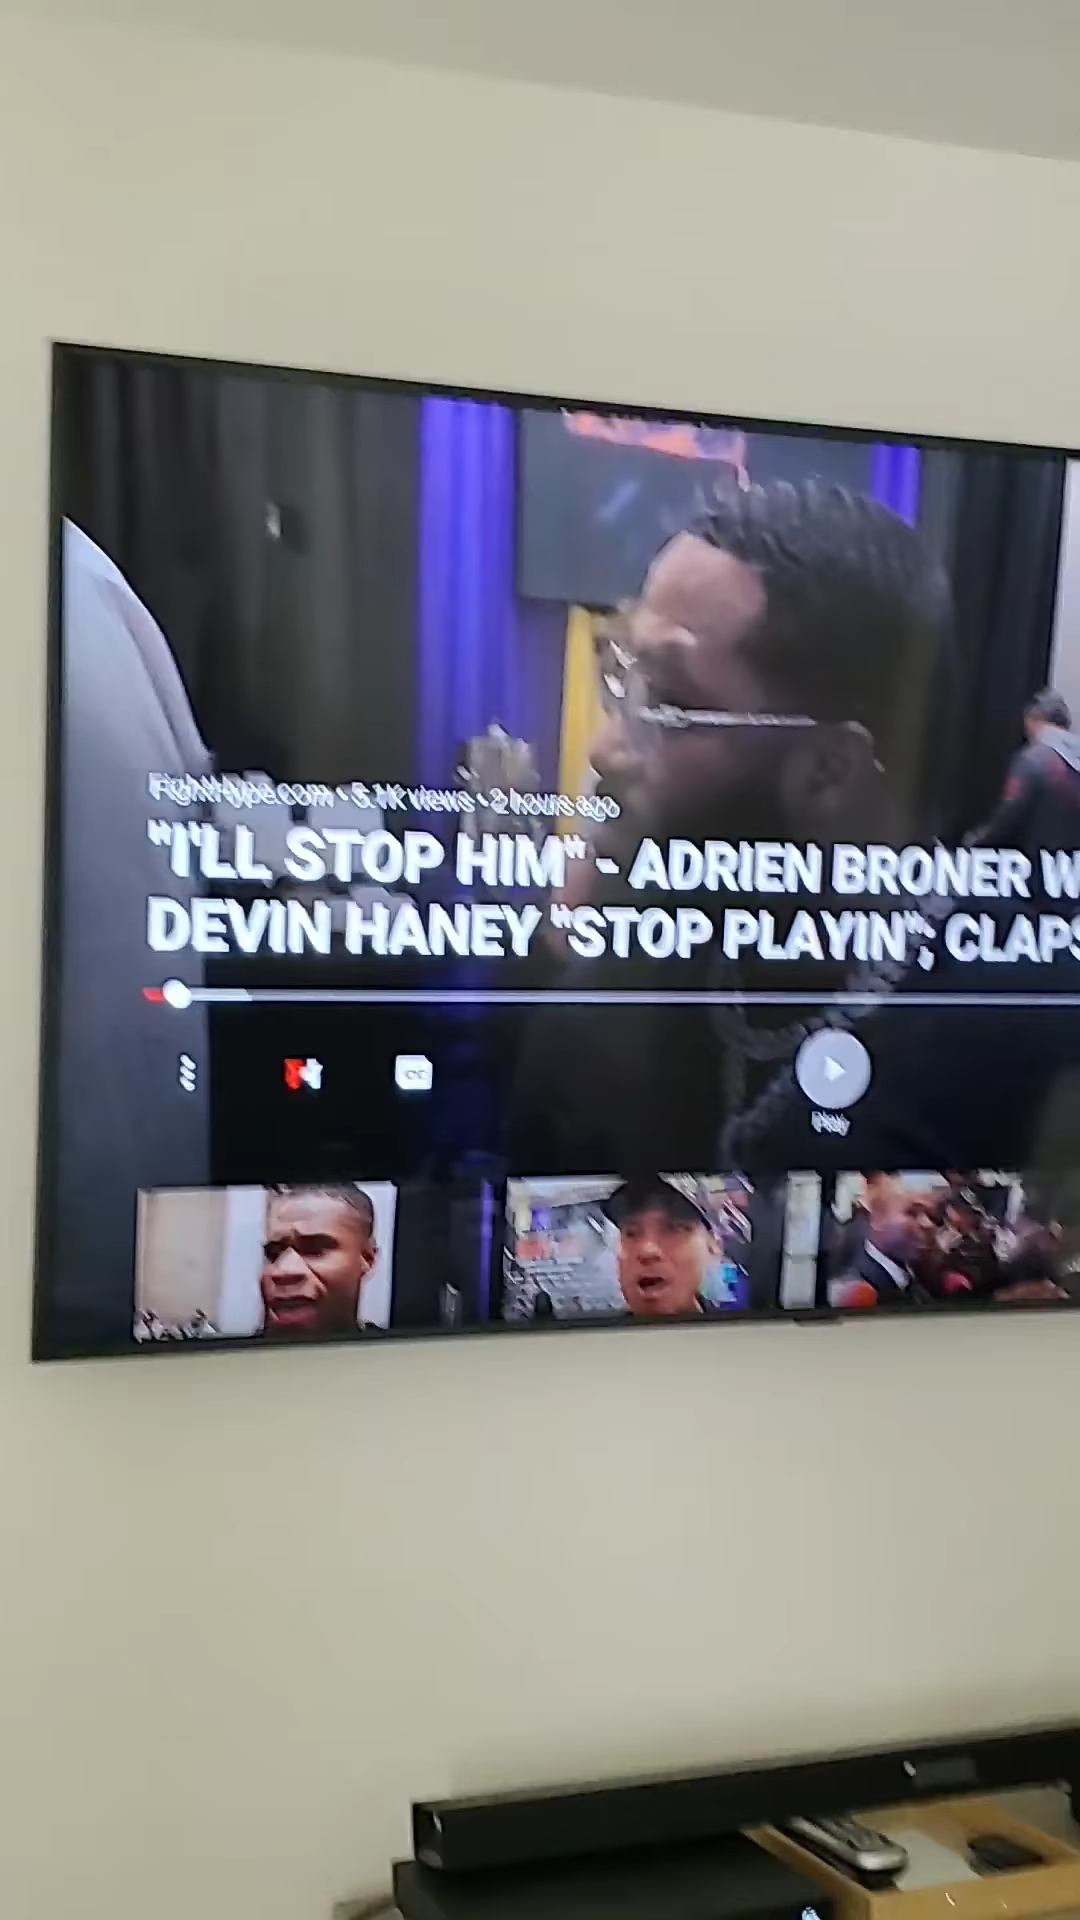 FightHype.com • 5.1K views • 2 hours ago
"I'LL STOP HIM" - ADRIEN BRONER W
DEVIN HANEY "STOP PLAYIN"; CLAPS
CC
Play